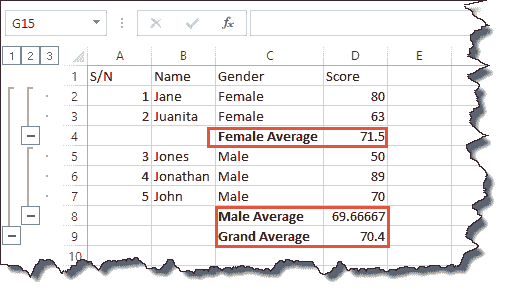 G15
fx
1 2 3
A B C D E
1 S/N Name Gender Score
2 1 Jane Female 80
3 2 Juanita Female 63
4 Female Average 71.5
5 3 Jones Male 50
6 4 Jonathan Male 89
7 5 John Male 70
8 Male Average 69.66667
9 Grand Average 70.4
10